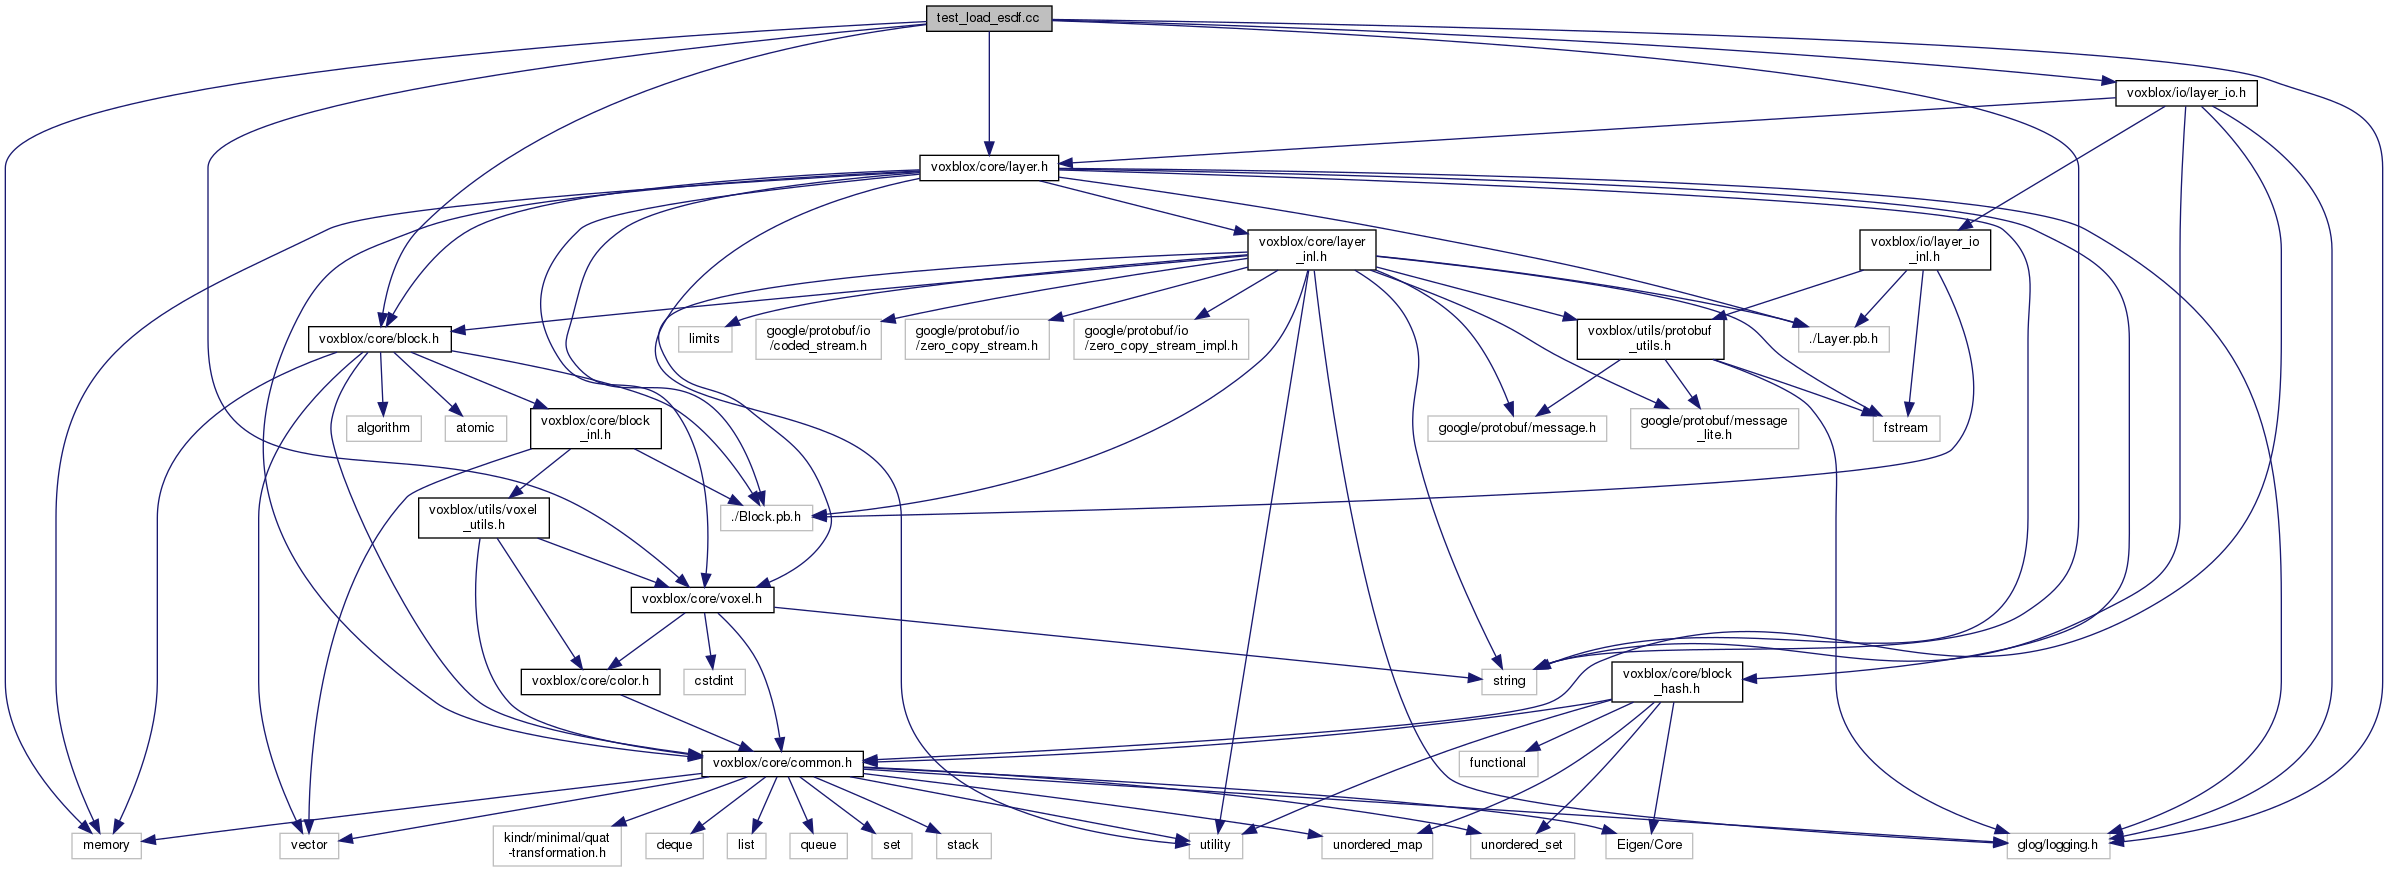 test_load_esdf.cc
voxblox/io/layer_io.h
voxblox/core/layer.h
voxblox/core/layer
_inl.h
voxblox/io/layer_io
_inl.h
voxblox/core/block.h
limits
google/protobuf/io
/coded_stream.h
google/protobuf/io
/zero_copy_stream.h
google/protobuf/io
/zero_copy_stream_impl.h
voxblox/utils/protobuf
_utils.h
./Layer.pb.h
algorithm
atomic
voxblox/core/block
_inl.h
google/protobuf/message.h
google/protobuf/message
_lite.h
fstream
voxblox/utils/voxel
_utils.h
./Block.pb.h
voxblox/core/voxel.h
voxblox/core/color.h
cstdint
string
voxblox/core/block
_hash.h
voxblox/core/common.h
functional
memory
vector
kindr/minimal/quat
-transformation.h
deque
list
queue
set
stack
utility
unordered_map
unordered_set
Eigen/Core
glog/logging.h